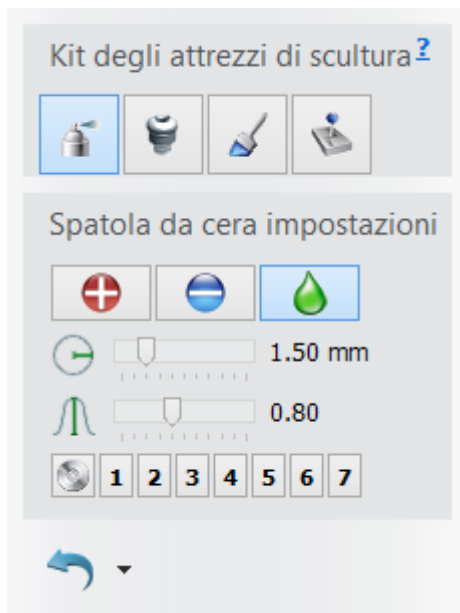 Kit degli attrezzi di scultura ?
Spatola da cera impostazioni
1.50 mm
0.80
1 2 3 4 5 6 7